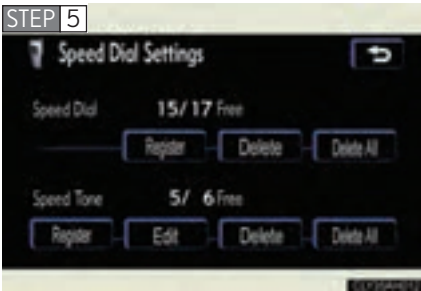 STEP 5
Speed Dial Settings
Speed Dial 15/17 Free
Register Delete Delete All
Speed Tone 5/ 6 Free
Register Edit Delete Delete All